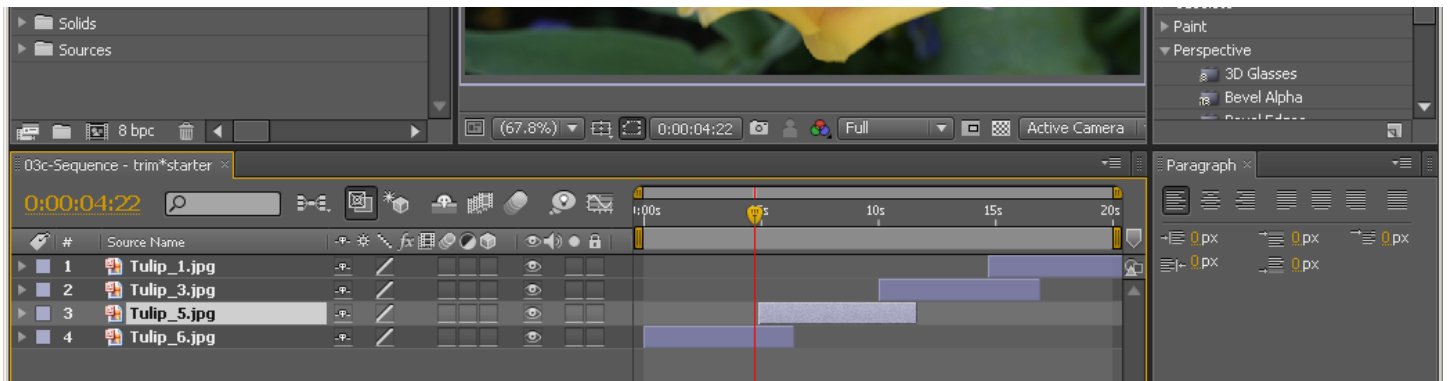 Solids
Sources
8 bpc
(67.8%)
0:00:04:22
Full
Active Camera
Paint
Perspective
3D Glasses
Bevel Alpha
03c-Sequence - trim*starter ×
0:00:04:22
:00s
5s
10s
15s
20s
# Source Name
1 Tulip_1.jpg
2 Tulip_3.jpg
3 Tulip_5.jpg
4 Tulip_6.jpg
Paragraph ×
0 px
0 px
0 px
0 px
0 px